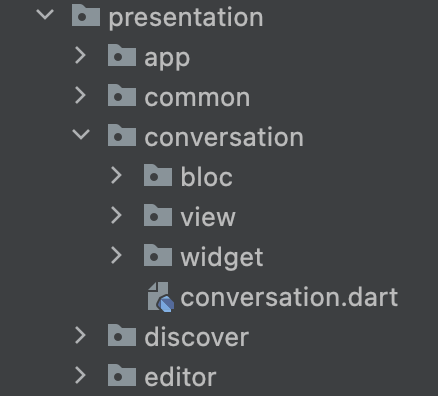 presentation
app
common
conversation
bloc
view
widget
conversation.dart
discover
editor